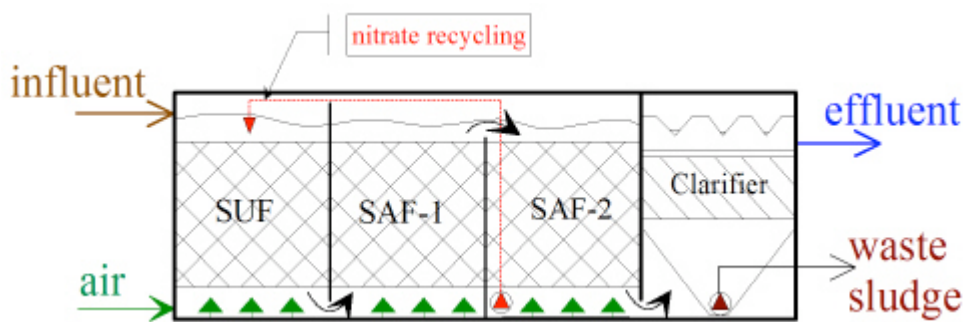 nitrate recycling
influent
effluent
SUF
SAF-1
SAF-2
Clarifier
air
waste
sludge